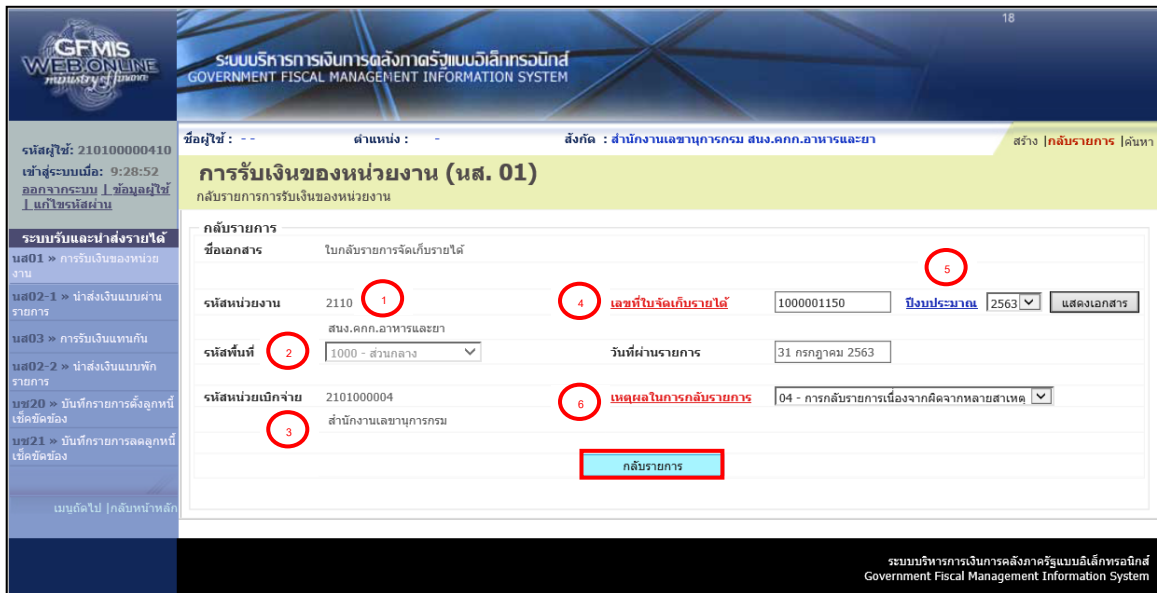 18
GFMIS
WEB ONLINE
ministry of finance
ระบบบริหารการเงินการคลังภาครัฐแบบอิเล็กทรอนิกส์
GOVERNMENT FISCAL MANAGEMENT INFORMATION SYSTEM
ชื่อผู้ใช้ : - - ตำแหน่ง : - สังกัด : สำนักงานเลขานุการกรม สนง.คกก.อาหารและยา
สร้าง |กลับรายการ |ค้นหา
รหัสผู้ใช้: 210100000410
เข้าสู่ระบบเมื่อ: 9:28:52
ออกจากระบบ | ข้อมูลผู้ใช้
| แก้ไขรหัสผ่าน
การรับเงินของหน่วยงาน (นส. 01)
กลับรายการการรับเงินของหน่วยงาน
ระบบรับและนำส่งรายได้
นส01 » การรับเงินของหน่วย
งาน
นส02-1 » นำส่งเงินแบบผ่าน
รายการ
นส03 » การรับเงินแทนกัน
นส02-2 » นำส่งเงินแบบพัก
รายการ
บช20 » บันทึกรายการตั้งลูกหนี้
เช็คขัดข้อง
บช21 » บันทึกรายการลดลูกหนี้
เช็คขัดข้อง
เมนูถัดไป |กลับหน้าหลัก
กลับรายการ
ชื่อเอกสาร ใบกลับรายการจัดเก็บรายได้
5
รหัสหน่วยงาน 2110 1 4 เลขที่ใบจัดเก็บรายได้ 1000001150 ปีงบประมาณ 2563 แสดงเอกสาร
สนง.คกก.อาหารและยา
รหัสพื้นที่ 2 1000 - ส่วนกลาง วันที่ผ่านรายการ 31 กรกฎาคม 2563
รหัสหน่วยเบิกจ่าย 2101000004 6 เหตุผลในการกลับรายการ 04 - การกลับรายการเนื่องจากผิดจากหลายสาเหตุ
3 สำนักงานเลขานุการกรม
กลับรายการ
ระบบบริหารการเงินการคลังภาครัฐแบบอิเล็กทรอนิกส์
Government Fiscal Management Information System